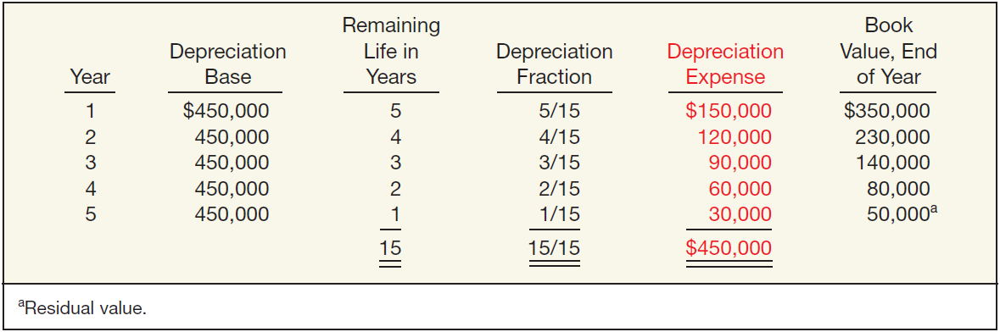 Remaining Book
Depreciation Life in Depreciation Depreciation Value, End
Year Base Years Fraction Expense of Year
1 $450,000 5 5/15 $150,000 $350,000
2 450,000 4 4/15 120,000 230,000
3 450,000 3 3/15 90,000 140,000
4 450,000 2 2/15 60,000 80,000
5 450,000 1 1/15 30,000 50,000ᵃ
15 15/15 $450,000
ᵃResidual value.